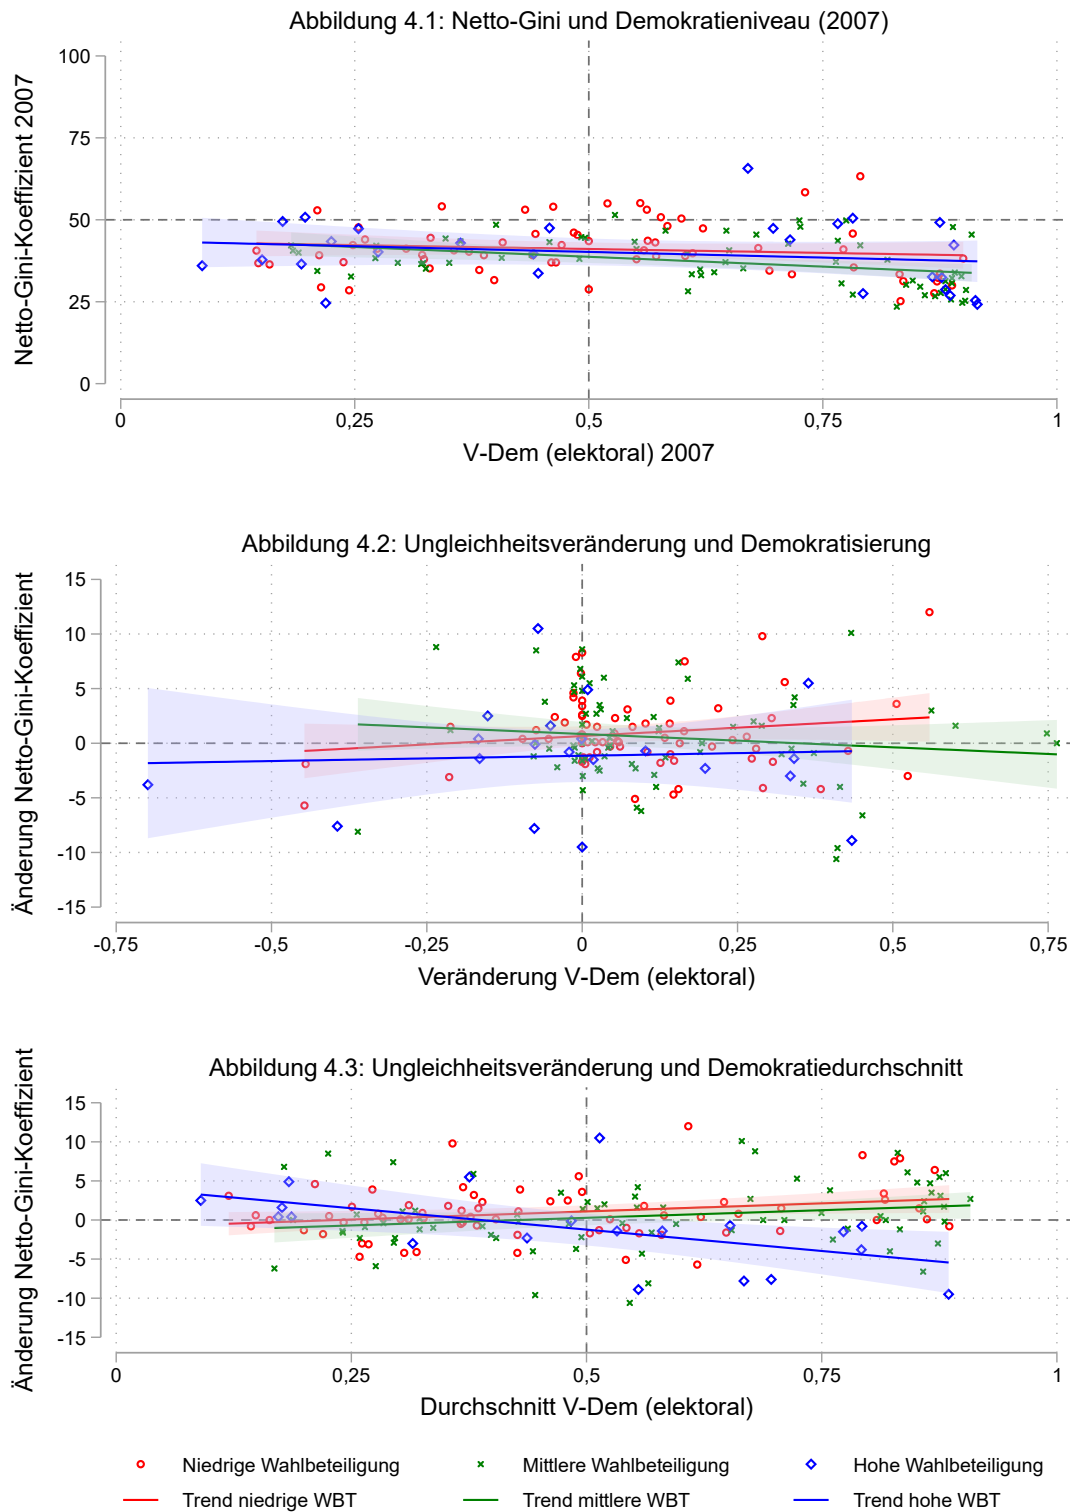 Abbildung 4.1: Netto-Gini und Demokratieniveau (2007)
Netto-Gini-Koeffizient 2007
100
75
50
25
0
0 0,25 0,5 0,75 1
V-Dem (elektoral) 2007
Abbildung 4.2: Ungleichheitsveränderung und Demokratisierung
Änderung Netto-Gini-Koeffizient
15
10
5
0
-5
-10
-15
-0,75 -0,5 -0,25 0 0,25 0,5 0,75
Veränderung V-Dem (elektoral)
Abbildung 4.3: Ungleichheitsveränderung und Demokratiedurchschnitt
Änderung Netto-Gini-Koeffizient
15
10
5
0
-5
-10
-15
0 0,25 0,5 0,75 1
Durchschnitt V-Dem (elektoral)
Niedrige Wahlbeteiligung Mittlere Wahlbeteiligung Hohe Wahlbeteiligung
Trend niedrige WBT Trend mittlere WBT Trend hohe WBT